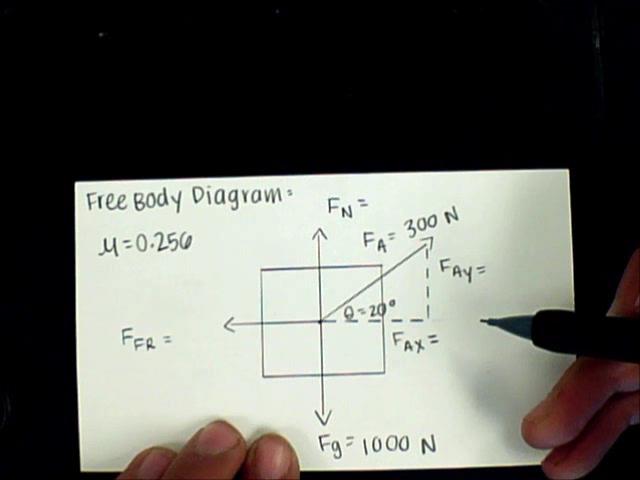 Free Body Diagram:
F_N =
μ = 0.256
F_A = 300 N
F_AY =
θ = 20°
F_FR =
F_AX =
Fg = 1000 N